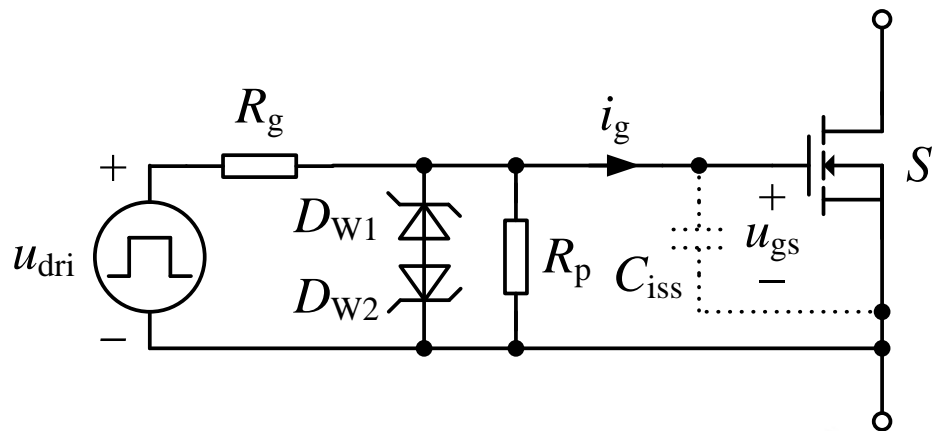 R_g
i_g
+
S
D_W1
+
u_dri
R_p
u_gs
C_iss
D_W2
−
−